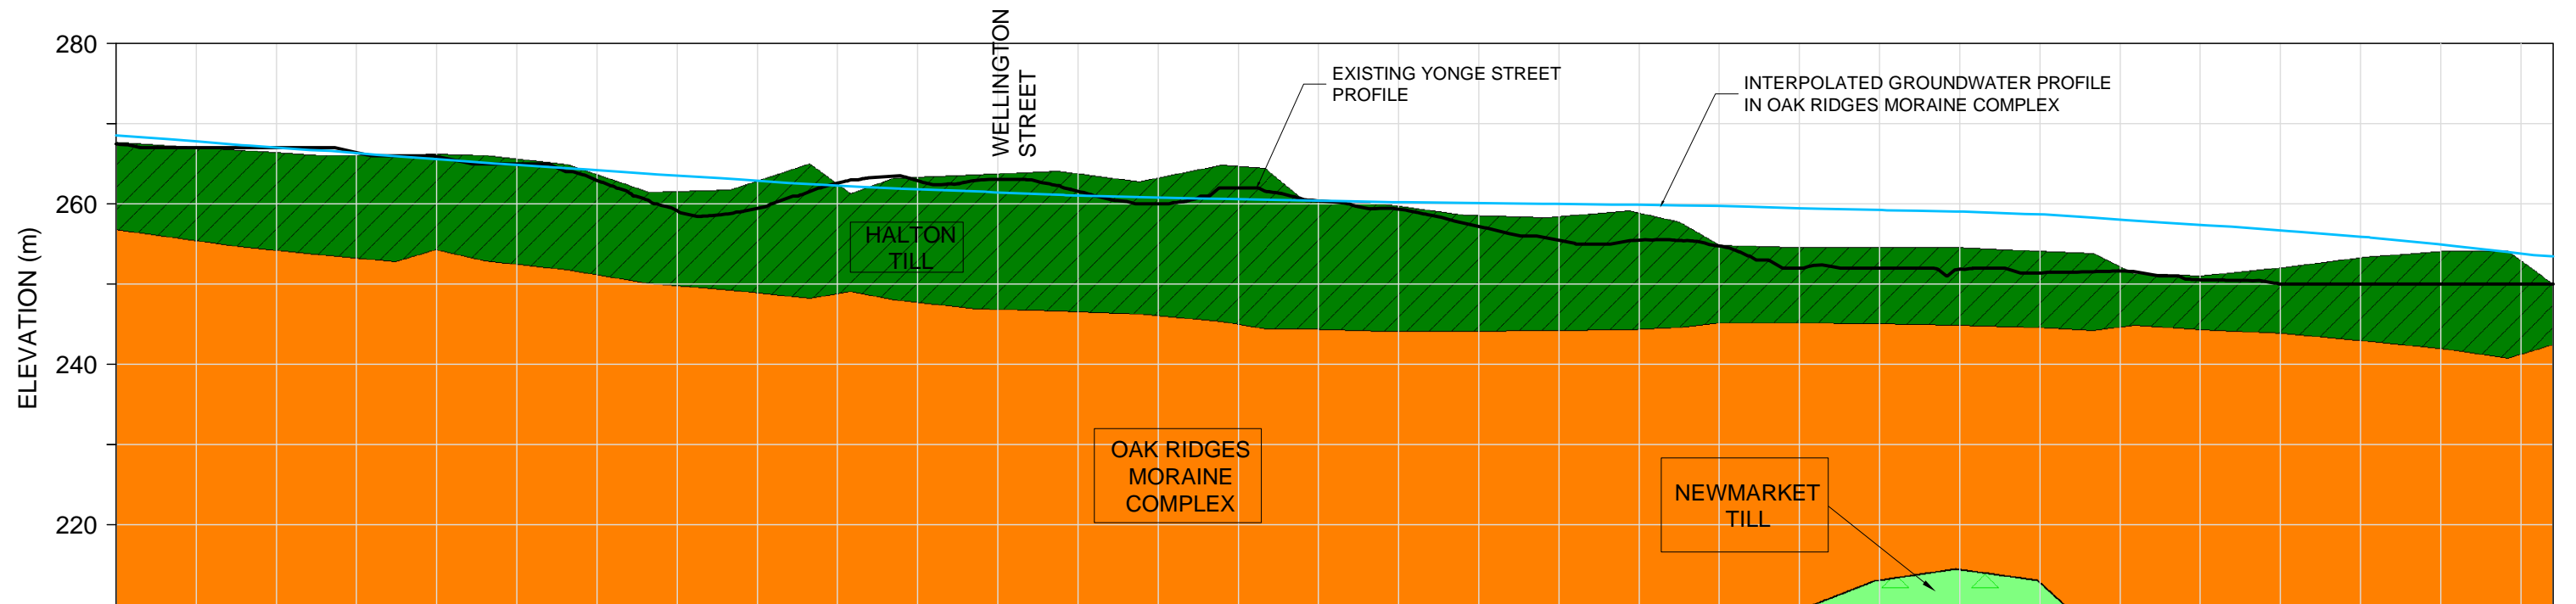 280
260
240
220
ELEVATION (m)
WELLINGTON
STREET
EXISTING YONGE STREET
PROFILE
INTERPOLATED GROUNDWATER PROFILE
IN OAK RIDGES MORAINE COMPLEX
HALTON
TILL
OAK RIDGES
MORAINE
COMPLEX
NEWMARKET
TILL